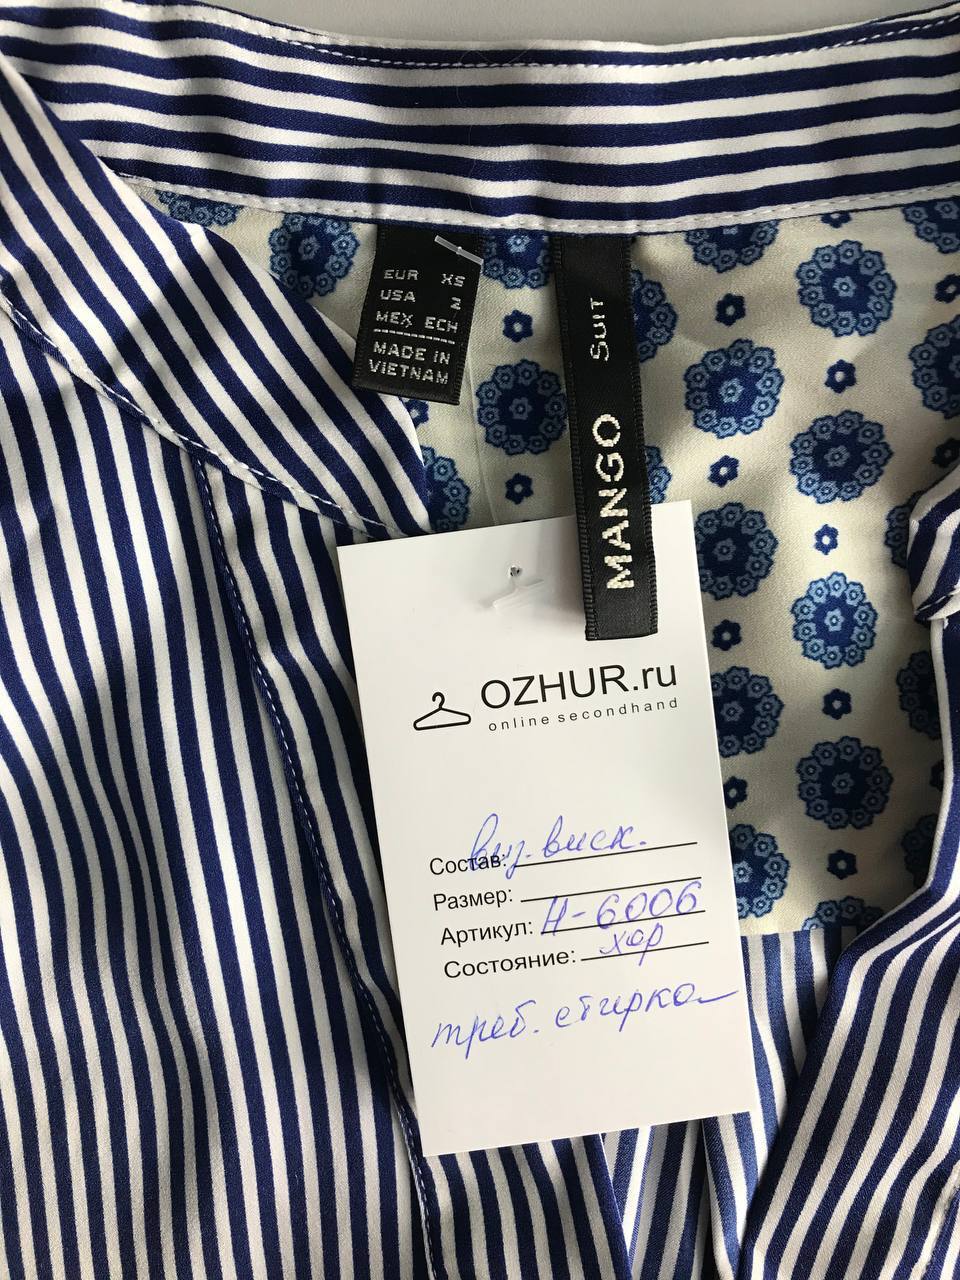 EUR XS
USA 2
MEX ECH
MADE IN
VIETNAM
MANGO Suit
OZHUR.ru
online secondhand
Состав: виз. виск.
Размер:
Артикул: Н-6006
Состояние: хор
треб. стирка